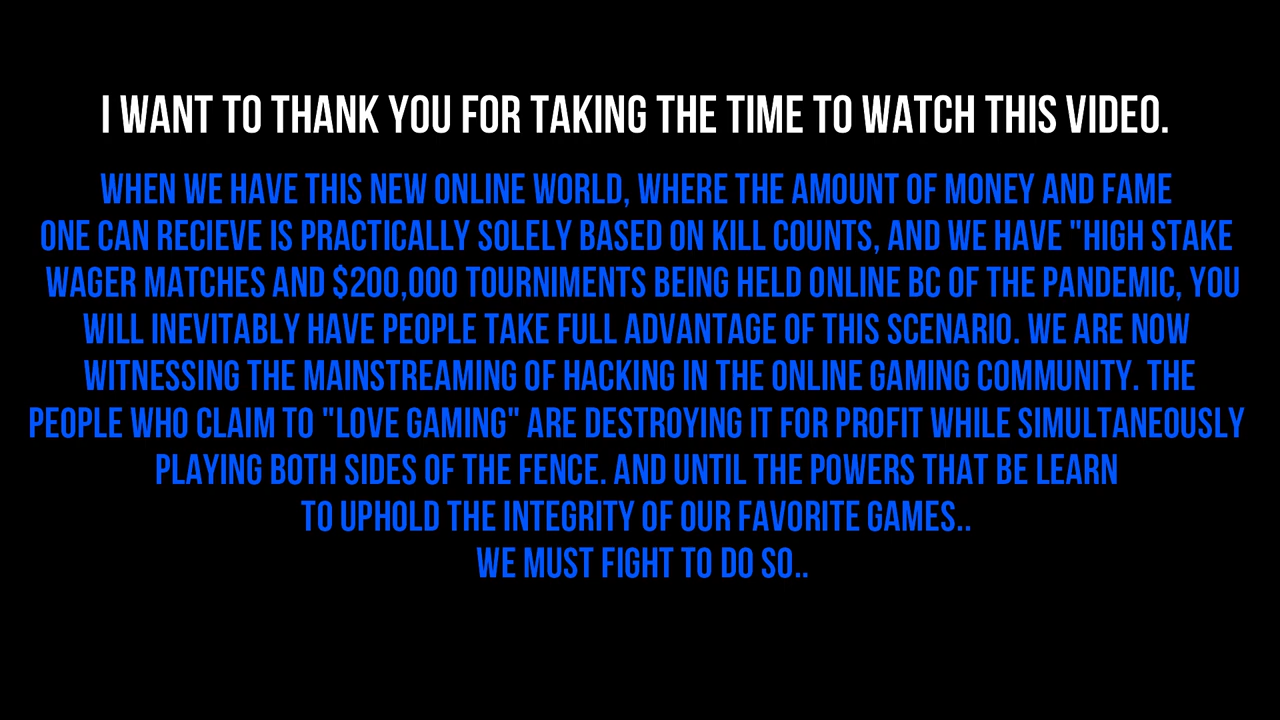 I WANT TO THANK YOU FOR TAKING THE TIME TO WATCH THIS VIDEO.
WHEN WE HAVE THIS NEW ONLINE WORLD, WHERE THE AMOUNT OF MONEY AND FAME
ONE CAN RECIEVE IS PRACTICALLY SOLELY BASED ON KILL COUNTS, AND WE HAVE "HIGH STAKE
WAGER MATCHES AND $200,000 TOURNIMENTS BEING HELD ONLINE BC OF THE PANDEMIC, YOU
WILL INEVITABLY HAVE PEOPLE TAKE FULL ADVANTAGE OF THIS SCENARIO. WE ARE NOW
WITNESSING THE MAINSTREAMING OF HACKING IN THE ONLINE GAMING COMMUNITY. THE
PEOPLE WHO CLAIM TO "LOVE GAMING" ARE DESTROYING IT FOR PROFIT WHILE SIMULTANEOUSLY
PLAYING BOTH SIDES OF THE FENCE. AND UNTIL THE POWERS THAT BE LEARN
TO UPHOLD THE INTEGRITY OF OUR FAVORITE GAMES..
WE MUST FIGHT TO DO SO..